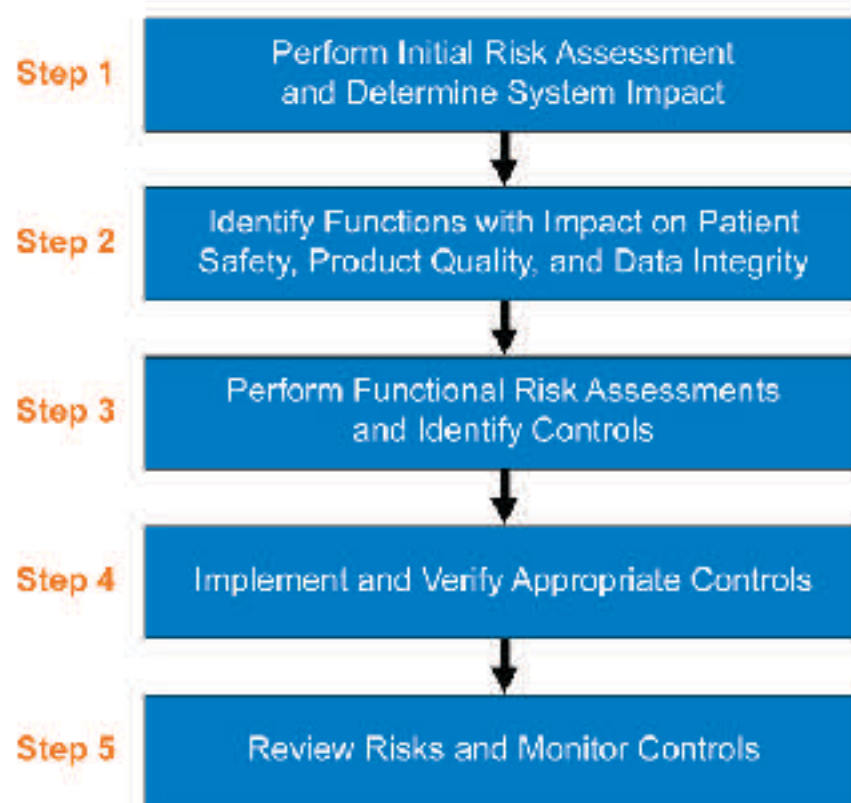 Step 1
Perform Initial Risk Assessment
and Determine System Impact
Step 2
Identify Functions with Impact on Patient
Safety, Product Quality, and Data Integrity
Step 3
Perform Functional Risk Assessments
and Identify Controls
Step 4
Implement and Verify Appropriate Controls
Step 5
Review Risks and Monitor Controls